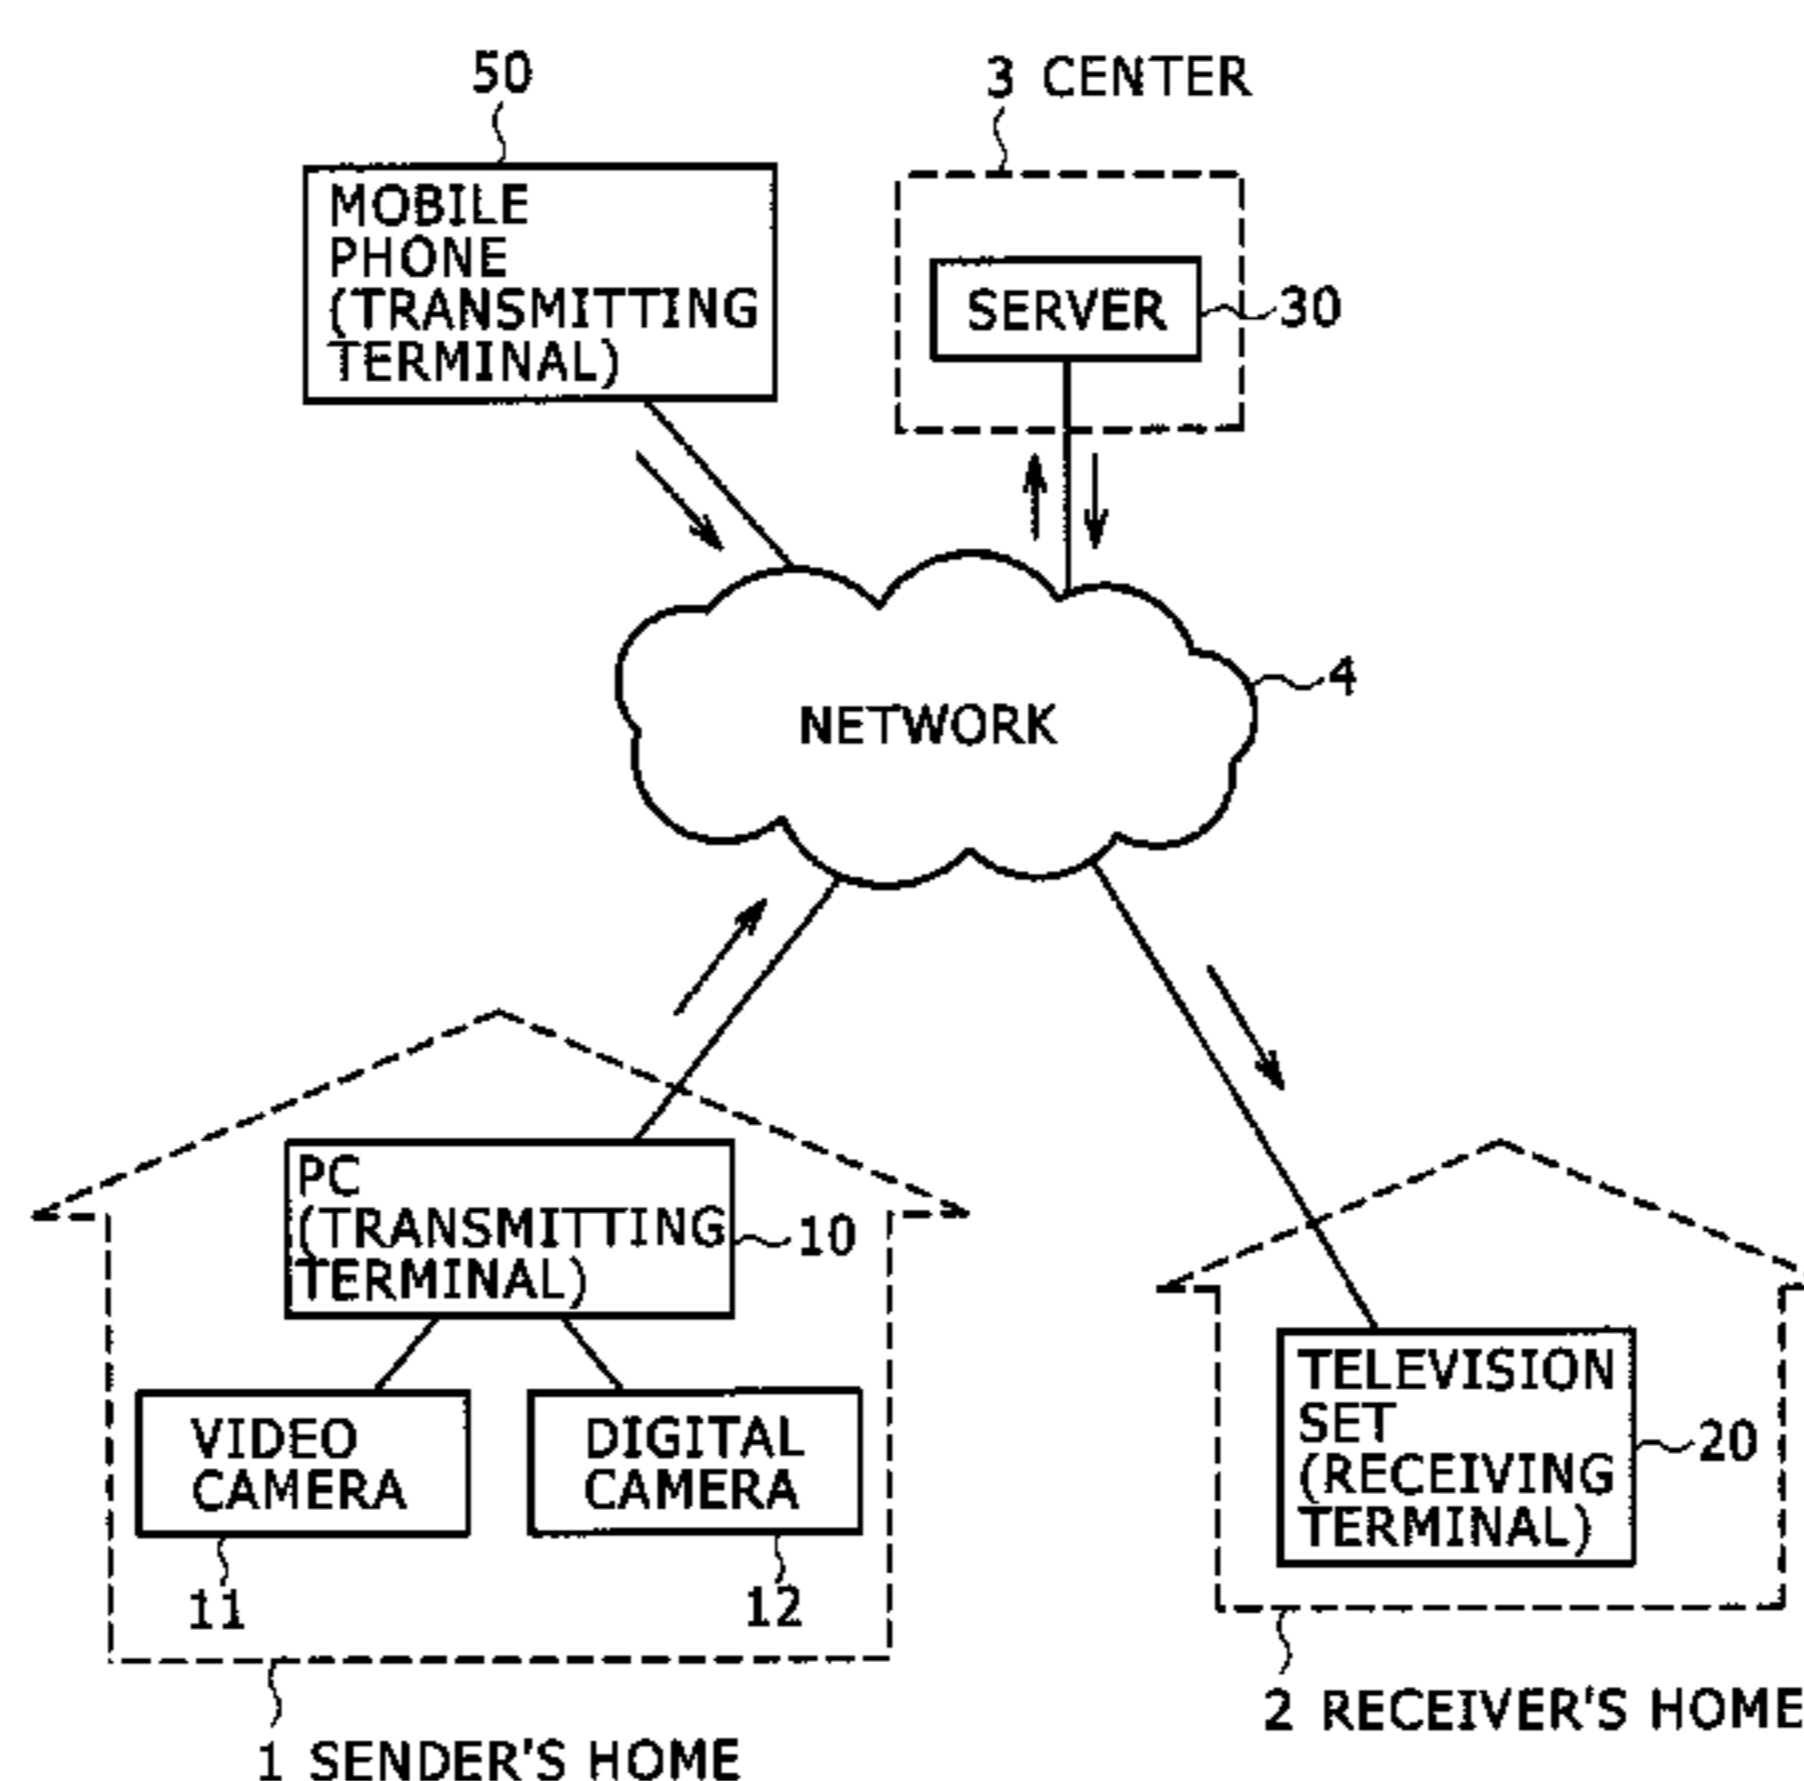 50
3 CENTER
MOBILE
PHONE
(TRANSMITTING
TERMINAL)
SERVER
30
4
NETWORK
PC
(TRANSMITTING
TERMINAL)
10
VIDEO
CAMERA
DIGITAL
CAMERA
11
12
1 SENDER'S HOME
TELEVISION
SET
(RECEIVING
TERMINAL)
20
2 RECEIVER'S HOME